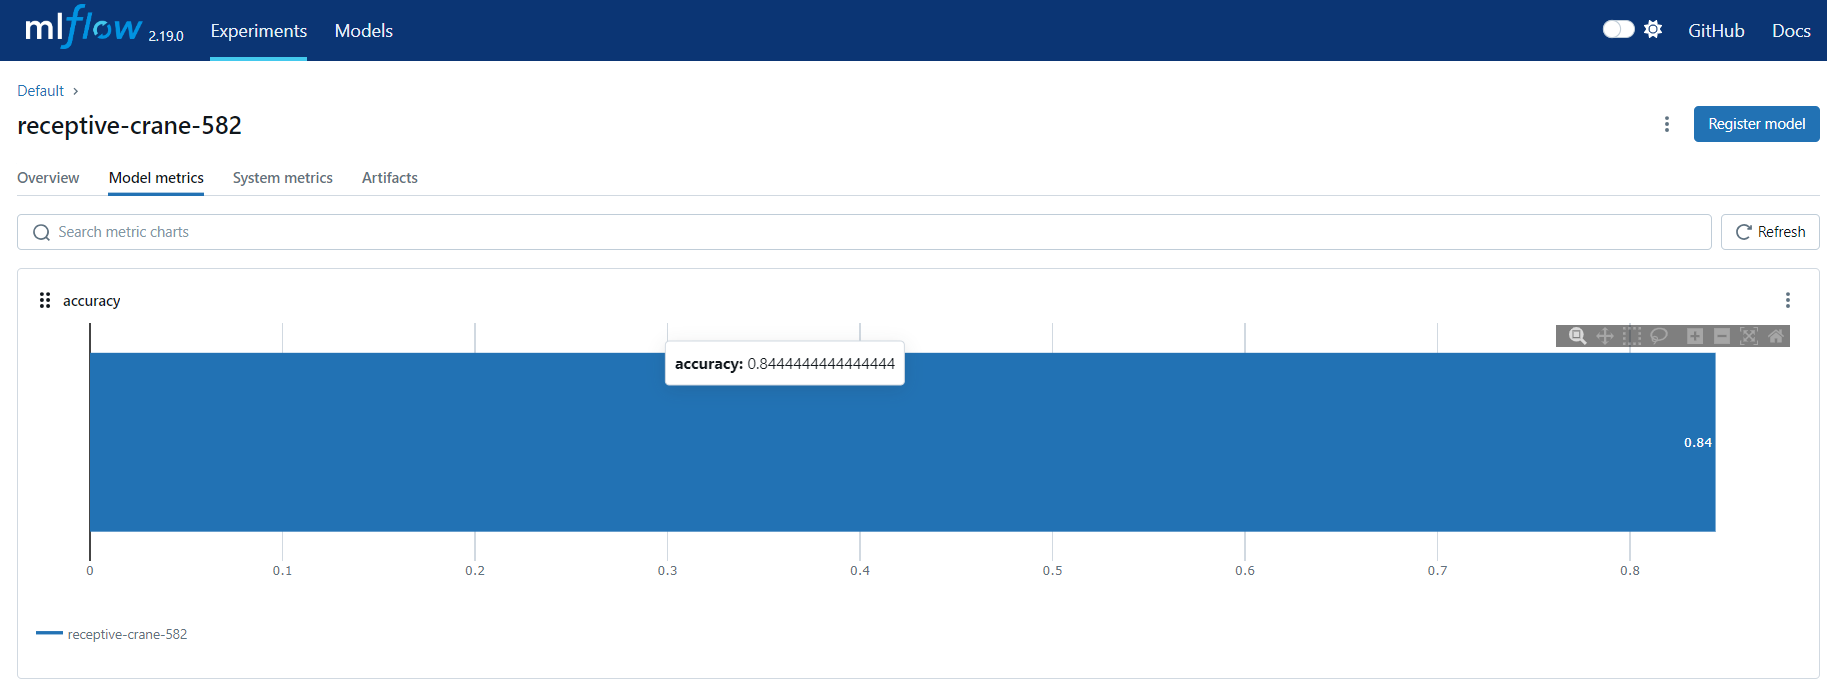 mlflow 2.19.0 Experiments Models GitHub Docs
Default ›
receptive-crane-582
Register model
Overview Model metrics System metrics Artifacts
Search metric charts Refresh
accuracy
accuracy: 0.8444444444444444
0.84
0 0.1 0.2 0.3 0.4 0.5 0.6 0.7 0.8
receptive-crane-582